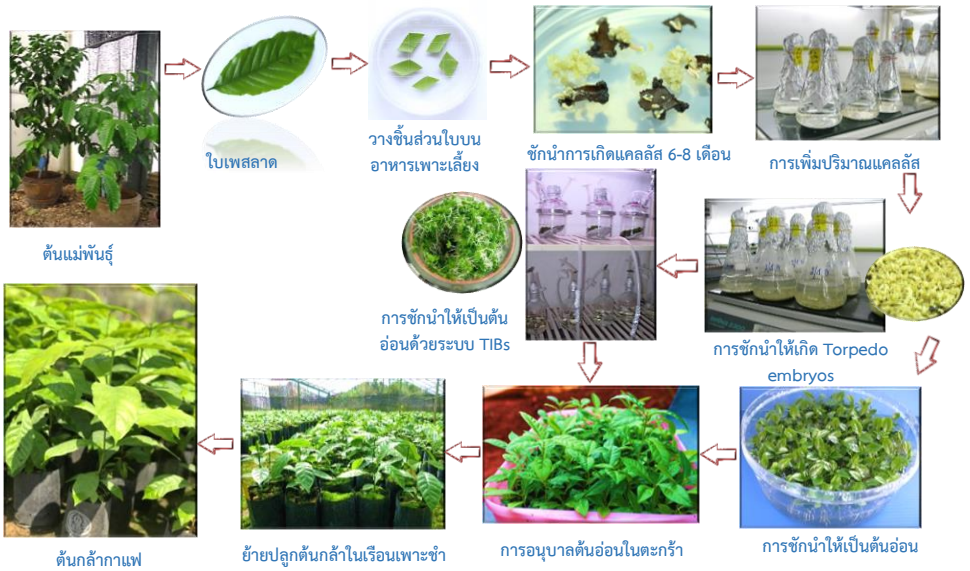 ใบเพสลาด
วางชิ้นส่วนใบบน
อาหารเพาะเลี้ยง
ชักนำการเกิดแคลลัส 6-8 เดือน
การเพิ่มปริมาณแคลลัส
ต้นแม่พันธุ์
การชักนำให้เป็นต้น
อ่อนด้วยระบบ TIBs
การชักนำให้เกิด Torpedo
embryos
ต้นกล้ากาแฟ
ย้ายปลูกต้นกล้าในเรือนเพาะชำ
การอนุบาลต้นอ่อนในตะกร้า
การชักนำให้เป็นต้นอ่อน